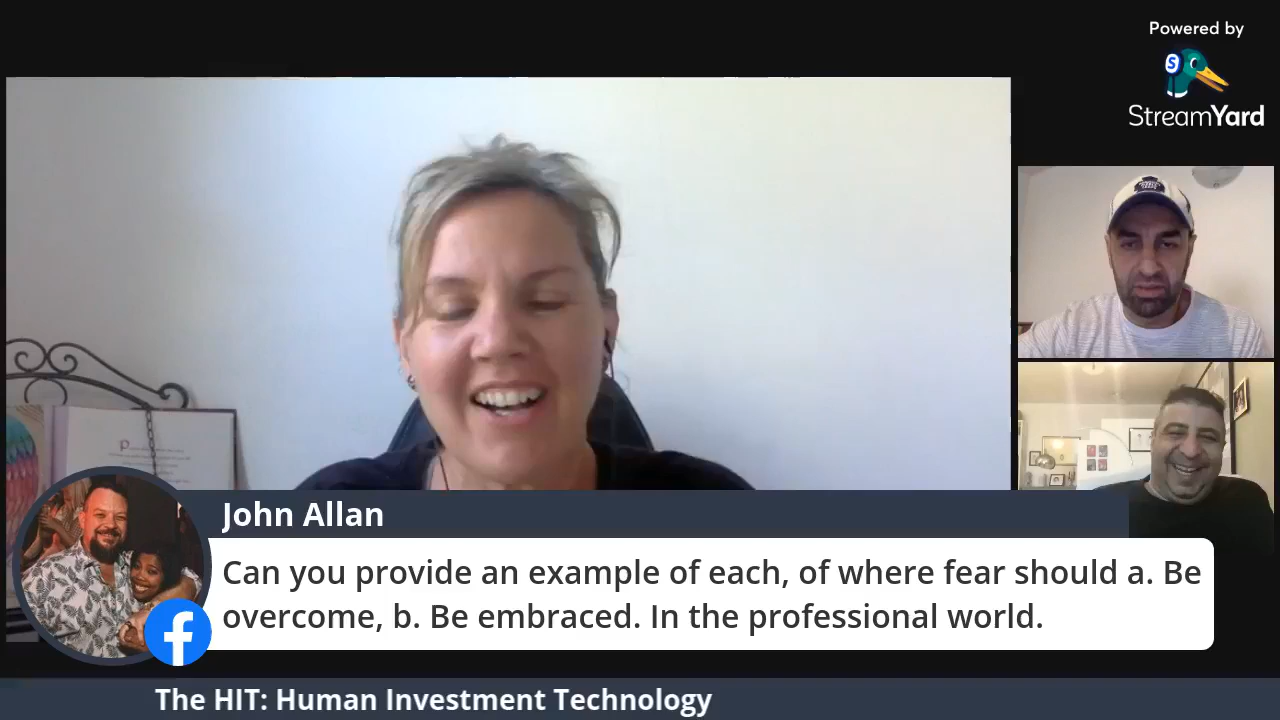 Powered by
StreamYard
John Allan
Can you provide an example of each, of where fear should a. Be
overcome, b. Be embraced. In the professional world.
The HIT: Human Investment Technology